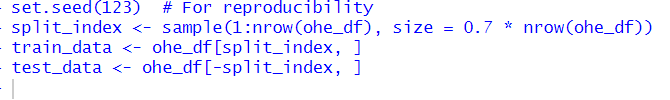 set.seed(123)  # For reproducibility
split_index <- sample(1:nrow(ohe_df), size = 0.7 * nrow(ohe_df))
train_data <- ohe_df[split_index, ]
test_data <- ohe_df[-split_index, ]